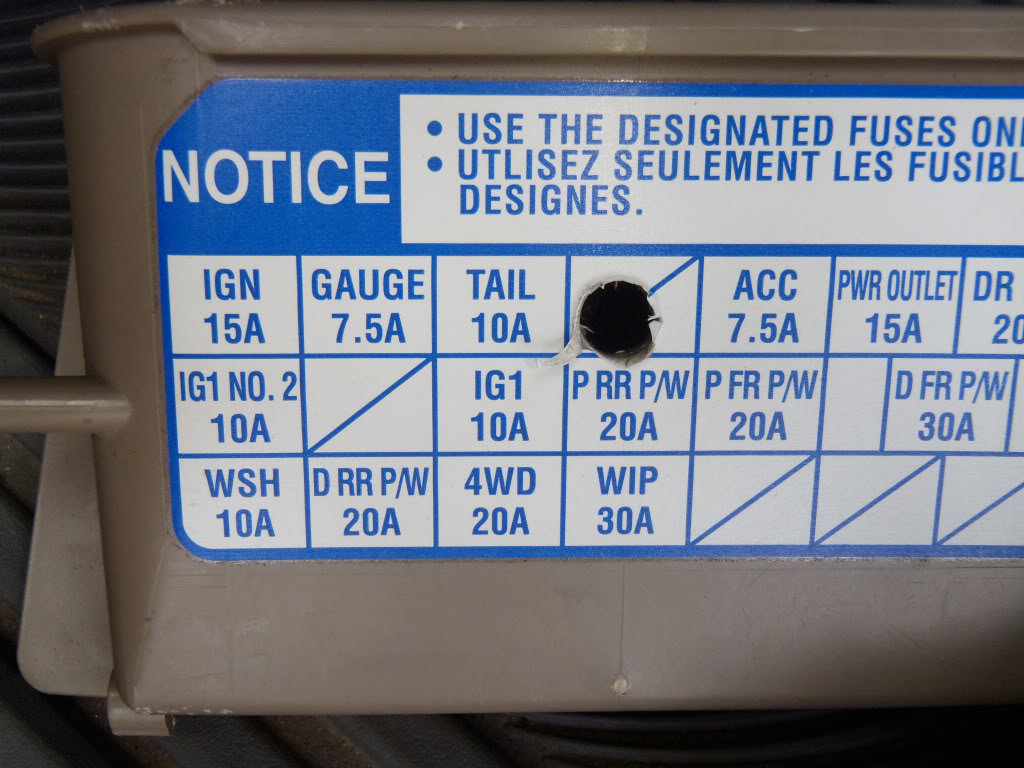 NOTICE
• USE THE DESIGNATED FUSES
• UTLISEZ SEULEMENT LES
DESIGNES.
IGN GAUGE TAIL ACC PWR OUTLET DR
15A 7.5A 10A 7.5A 15A
IG1 NO. 2 IG1 P RR P/W P FR P/W D FR P/W
10A 10A 20A 20A 30A
WSH D RR P/W 4WD WIP
10A 20A 20A 30A